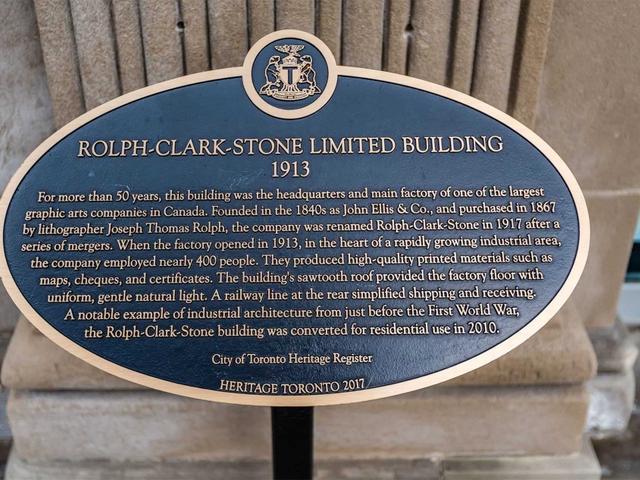 T
ROLPH-CLARK-STONE LIMITED BUILDING
1913
For more than 50 years, this building was the headquarters and main factory of one of the largest
graphic arts companies in Canada. Founded in the 1840s as John Ellis & Co., and purchased in 1867
by lithographer Joseph Thomas Rolph, the company was renamed Rolph-Clark-Stone in 1917 after a
series of mergers. When the factory opened in 1913, in the heart of a rapidly growing industrial area,
the company employed nearly 400 people. They produced high-quality printed materials such as
maps, cheques, and certificates. The building's sawtooth roof provided the factory floor with
uniform, gentle natural light. A railway line at the rear simplified shipping and receiving.
A notable example of industrial architecture from just before the First World War,
the Rolph-Clark-Stone building was converted for residential use in 2010.
City of Toronto Heritage Register
HERITAGE TORONTO 2017